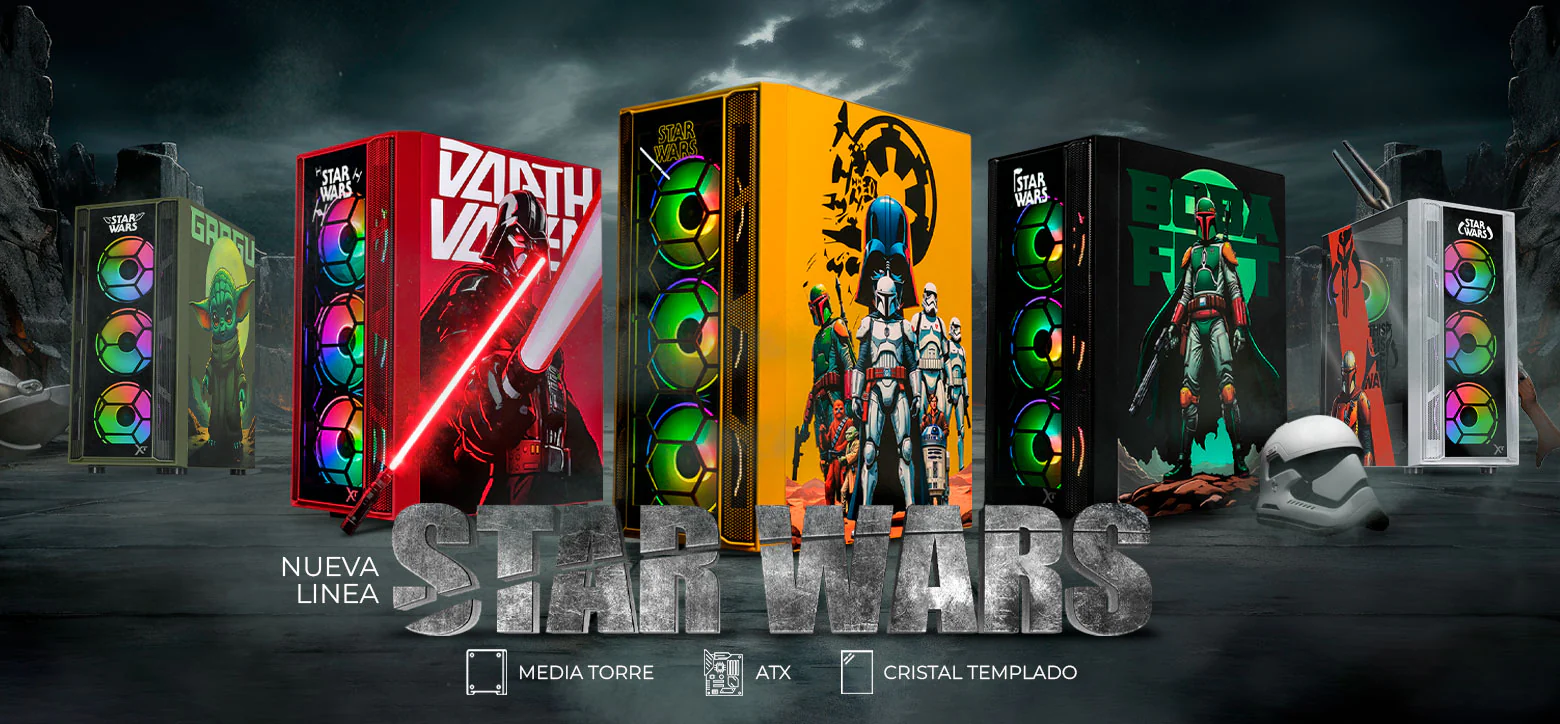 STAR
WARS
GROGU
STAR
WARS
DARTH
VADER
STAR
WARS
STAR
WARS
BOBA
FETT
STAR
WARS
NUEVA
LINEA
STAR WARS
MEDIA TORRE
ATX
CRISTAL TEMPLADO